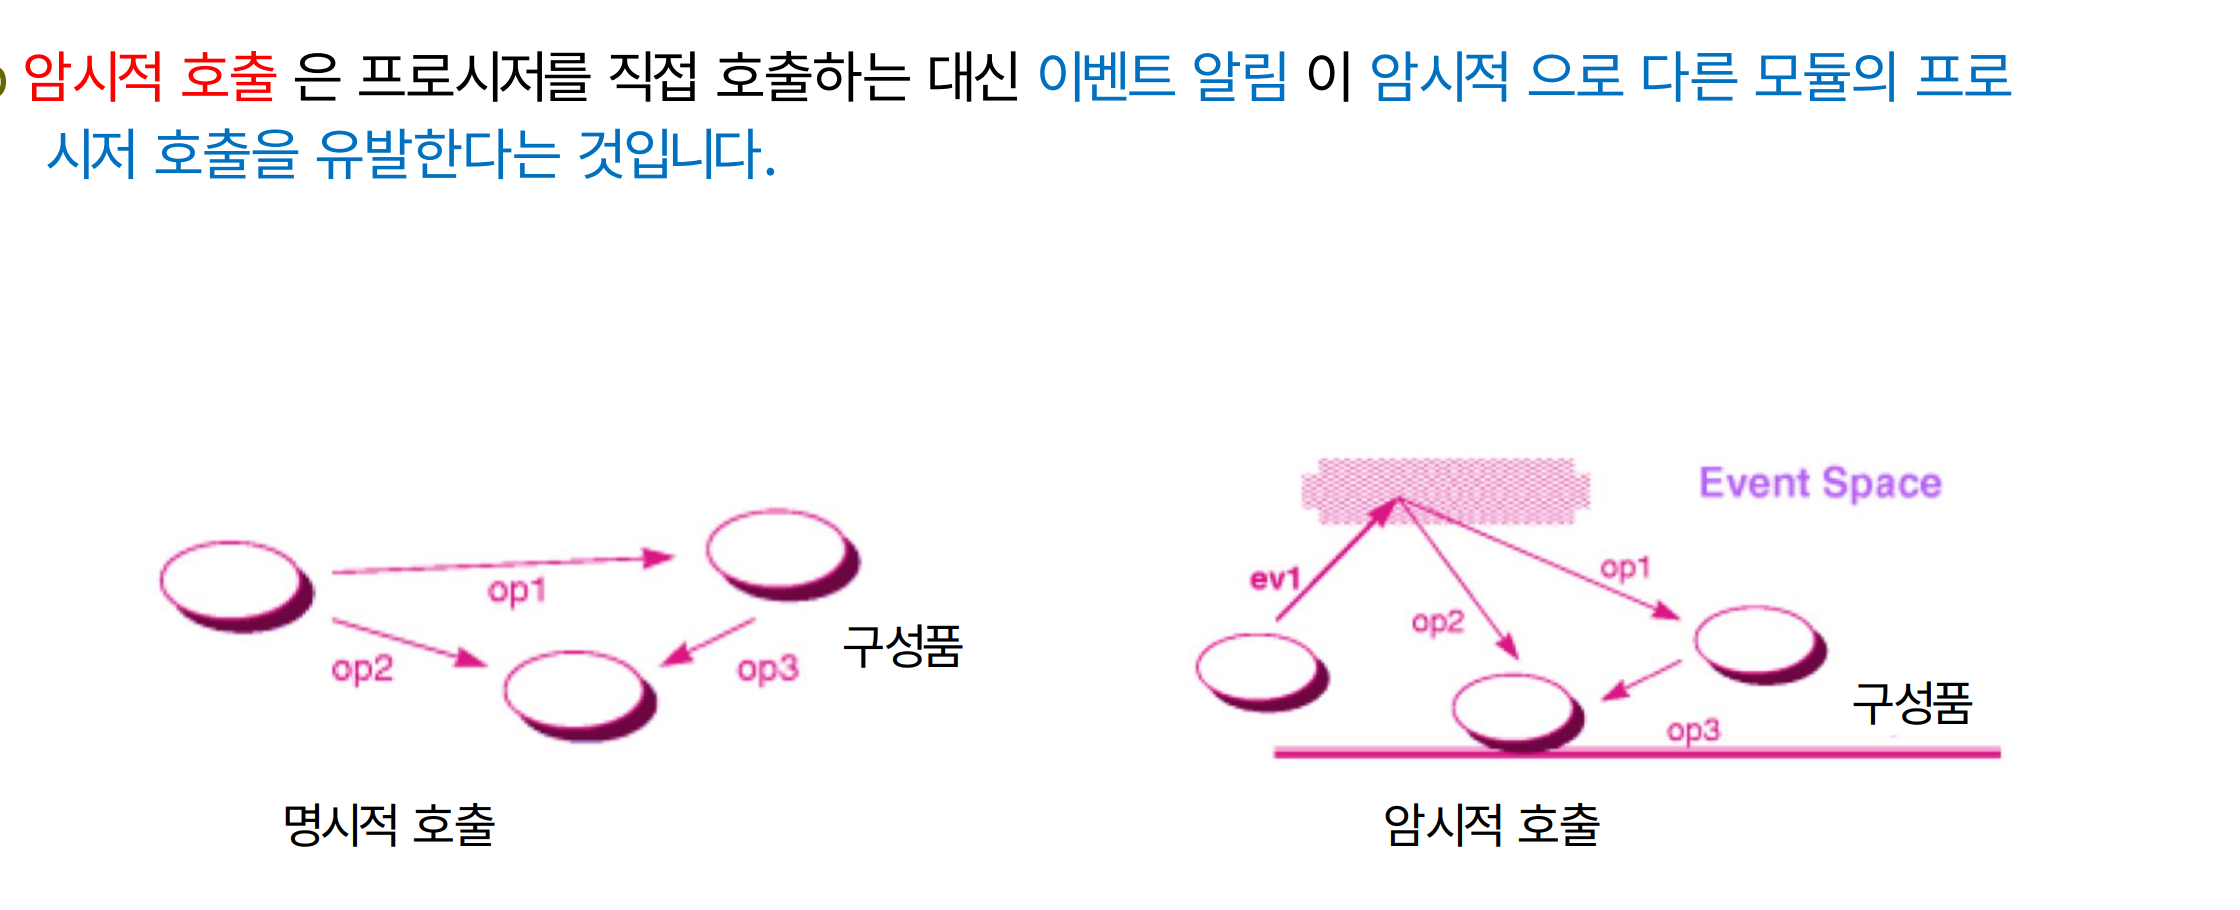 암시적 호출 은 프로시저를 직접 호출하는 대신 이벤트 알림 이 암시적 으로 다른 모듈의 프로
시저 호출을 유발한다는 것입니다.
Event Space
op1
op2
op3
구성품
ev1
op1
op2
op3
구성품
명시적 호출
암시적 호출